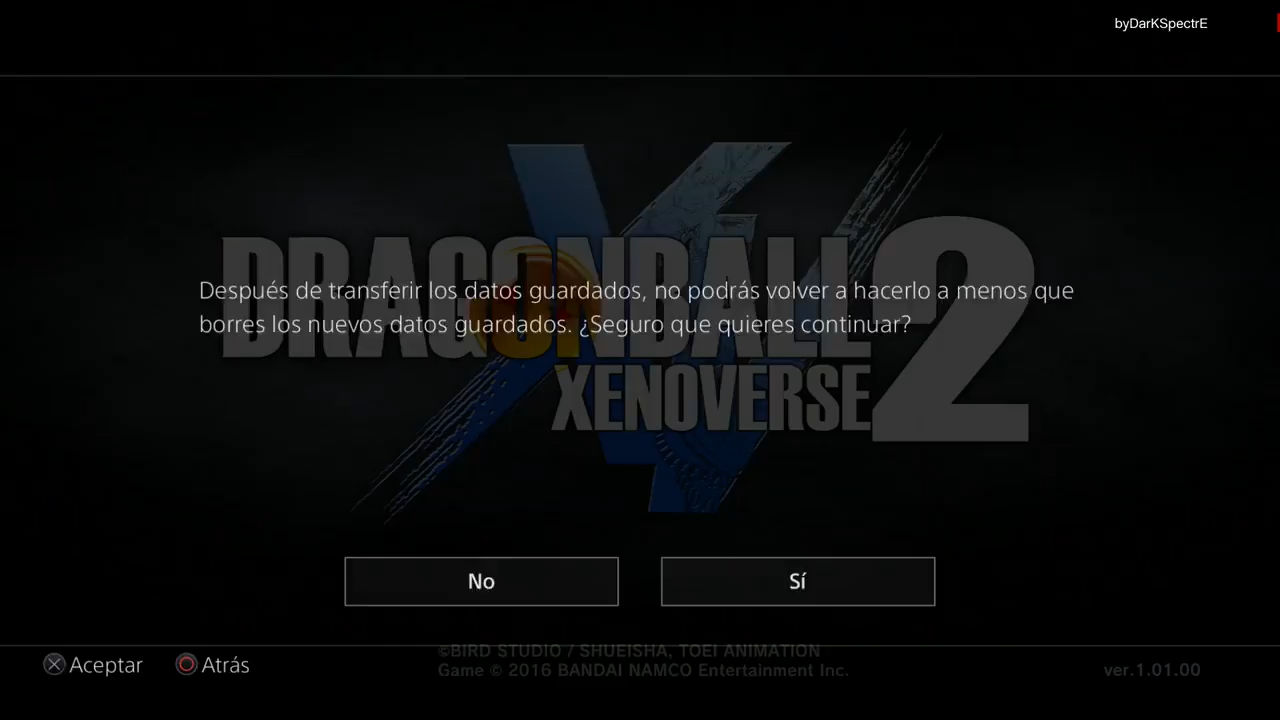 byDarKSpectrE
DRAGONBALL
XENOVERSE 2
Después de transferir los datos guardados, no podrás volver a hacerlo a menos que
borres los nuevos datos guardados. ¿Seguro que quieres continuar?
No
Sí
Aceptar
Atrás
©BIRD STUDIO / SHUEISHA, TOEI ANIMATION
Game © 2016 BANDAI NAMCO Entertainment Inc.
ver.1.01.00